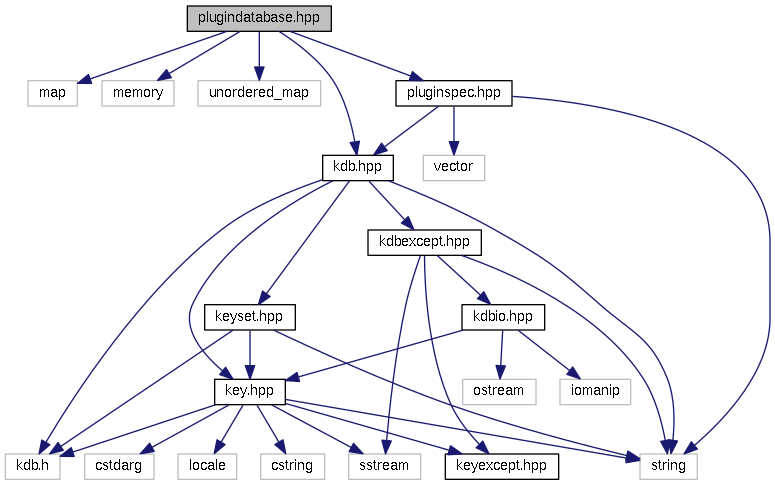 plugindatabase.hpp
map
memory
unordered_map
pluginspec.hpp
kdb.hpp
vector
kdbexcept.hpp
keyset.hpp
kdbio.hpp
key.hpp
ostream
iomanip
kdb.h
cstdarg
locale
cstring
sstream
keyexcept.hpp
string